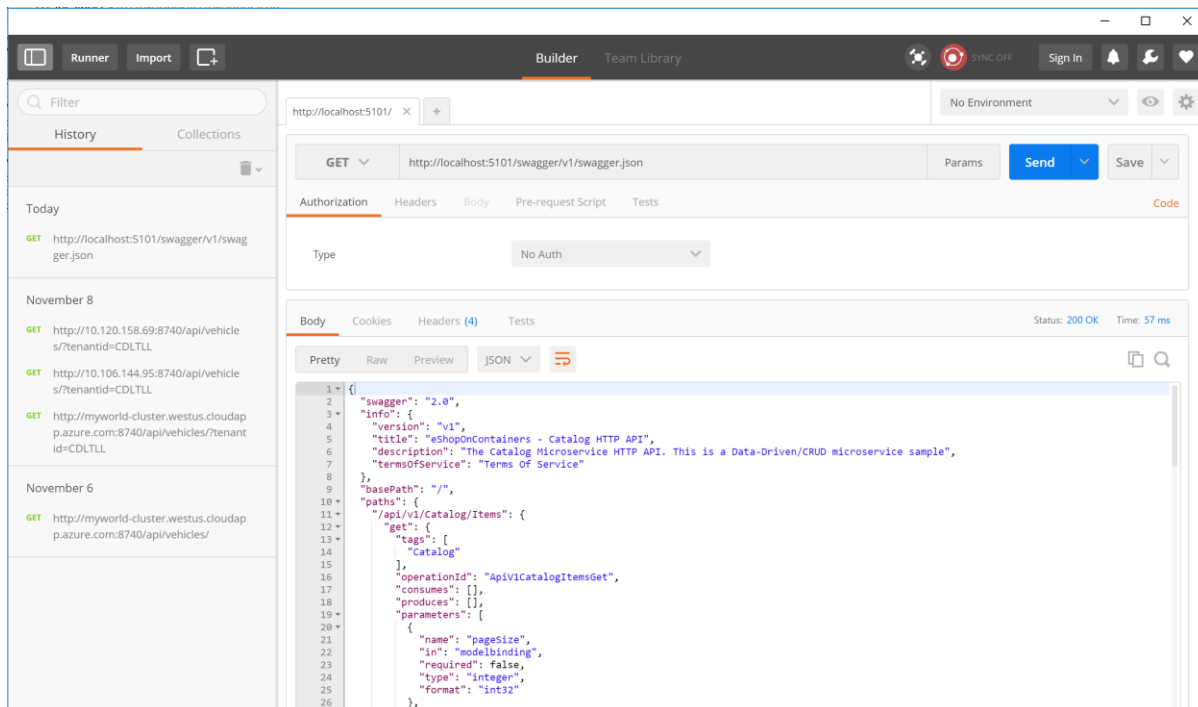 Runner Import Builder Team Library SYNC OFF Sign In
Filter
History Collections
Today
GET http://localhost:5101/swagger/v1/swag
ger.json
November 8
GET http://10.120.158.69:8740/api/vehicle
s/?tenantid=CDLTLL
GET http://10.106.144.95:8740/api/vehicle
s/?tenantid=CDLTLL
GET http://myworld-cluster.westus.cloudap
p.azure.com:8740/api/vehicles/?tenant
id=CDLTLL
November 6
GET http://myworld-cluster.westus.cloudap
p.azure.com:8740/api/vehicles/
http://localhost:5101/ × + No Environment
GET http://localhost:5101/swagger/v1/swagger.json Params Send Save
Authorization Headers Body Pre-request Script Tests Code
Type No Auth
Body Cookies Headers (4) Tests Status: 200 OK Time: 57 ms
Pretty Raw Preview JSON
1 {
2 "swagger": "2.0",
3 "info": {
4 "version": "v1",
5 "title": "eShopOnContainers - Catalog HTTP API",
6 "description": "The Catalog Microservice HTTP API. This is a Data-Driven/CRUD microservice sample",
7 "termsOfService": "Terms Of Service"
8 },
9 "basePath": "/",
10 "paths": {
11 "/api/v1/Catalog/Items": {
12 "get": {
13 "tags": [
14 "Catalog"
15 ],
16 "operationId": "ApiV1CatalogItemsGet",
17 "consumes": [],
18 "produces": [],
19 "parameters": [
20 {
21 "name": "pageSize",
22 "in": "modelbinding",
23 "required": false,
24 "type": "integer",
25 "format": "int32"
26 },